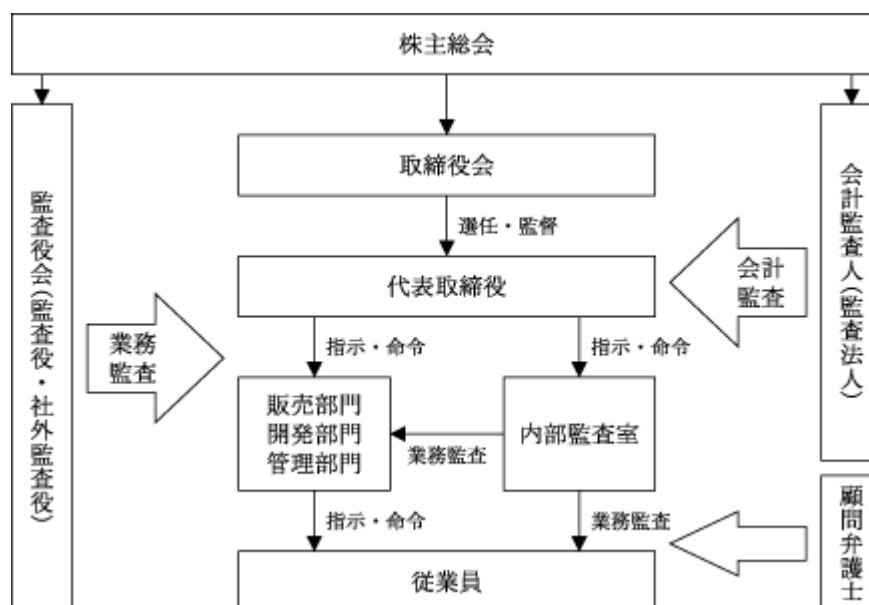 株主総会
取締役会
選任・監督
代表取締役
監査役会(監査役・社外監査役)
会計監査人(監査法人)
会計
監査
業務
監査
指示・命令
指示・命令
販売部門
開発部門
管理部門
業務監査
内部監査室
指示・命令
業務監査
顧問弁護士
従業員